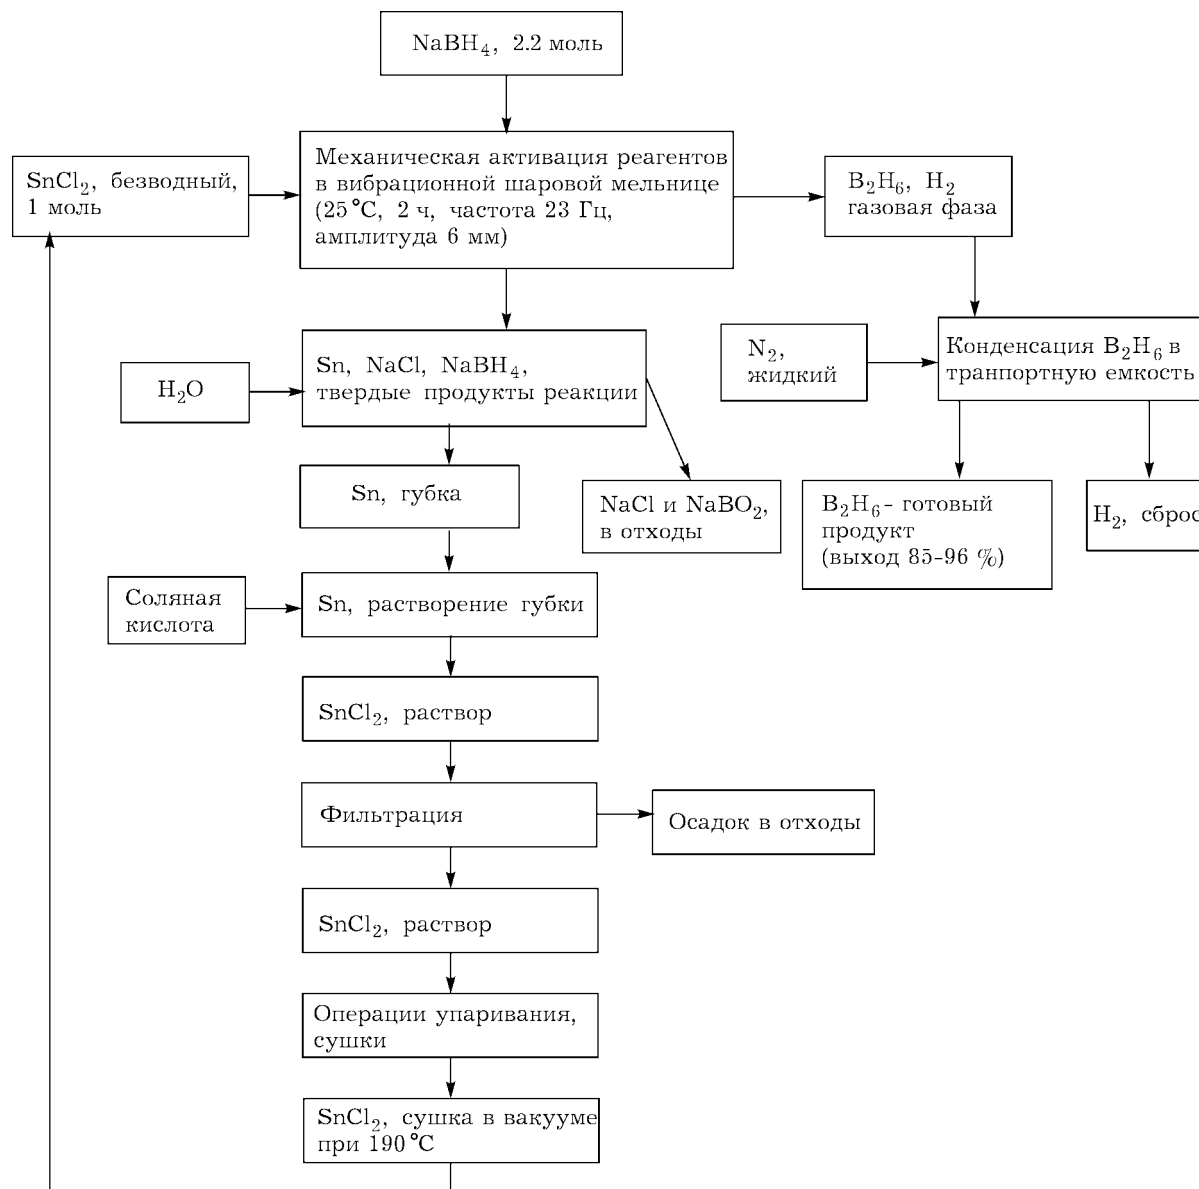 NaBH₄, 2.2 моль
SnCl₂, безводный,
1 моль
Механическая активация реагентов
в вибрационной шаровой мельнице
(25 °C, 2 ч, частота 23 Гц,
амплитуда 6 мм)
B₂H₆, H₂
газовая фаза
H₂O
Sn, NaCl, NaBH₄,
твердые продукты реакции
N₂,
жидкий
Конденсация B₂H₆ в
транпортную емкость
Sn, губка
NaCl и NaBO₂,
в отходы
B₂H₆- готовый
продукт
(выход 85-96 %)
H₂, сброс
Соляная
кислота
Sn, растворение губки
SnCl₂, раствор
Фильтрация
Осадок в отходы
SnCl₂, раствор
Операции упаривания,
сушки
SnCl₂, сушка в вакууме
при 190 °C